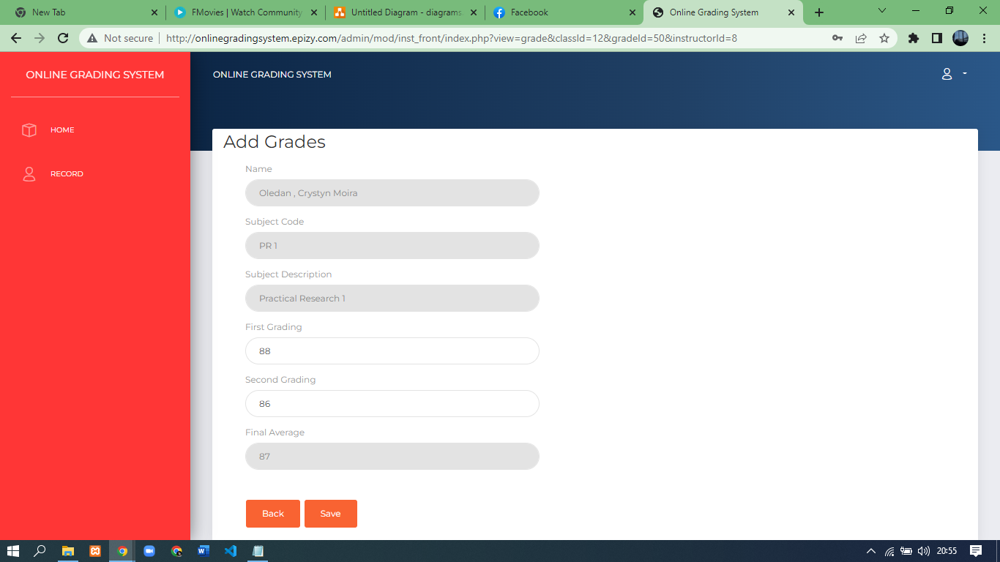 New Tab
FMovies | Watch Community
Untitled Diagram - diagrams.
Facebook
Online Grading System
Not secure
http://onlinegradingsystem.epizy.com/admin/mod/inst_front/index.php?view=grade&classId=12&gradeId=50&instructorId=8
ONLINE GRADING SYSTEM
ONLINE GRADING SYSTEM
HOME
RECORD
Add Grades
Name
Oledan , Crystyn Moira
Subject Code
PR 1
Subject Description
Practical Research 1
First Grading
88
Second Grading
86
Final Average
87
Back
Save
20:55